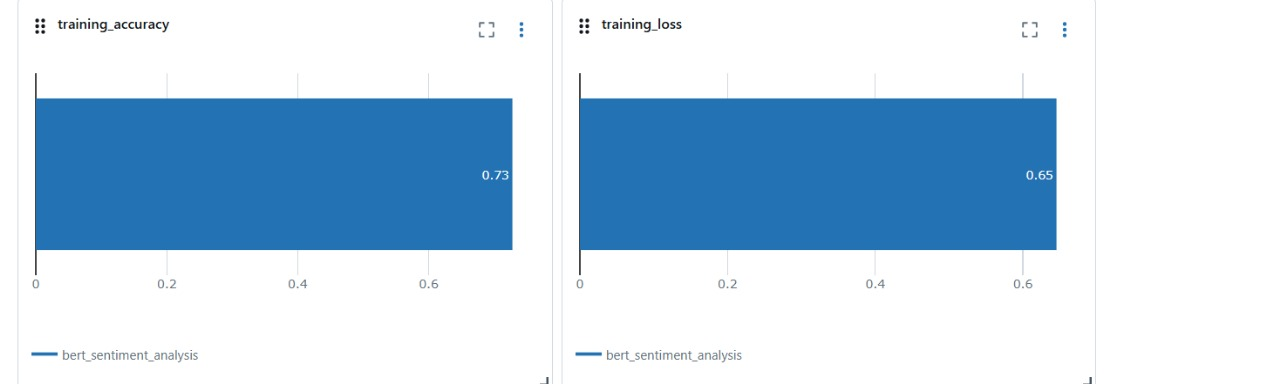 training_accuracy
0.73
0 0.2 0.4 0.6
bert_sentiment_analysis
training_loss
0.65
0 0.2 0.4 0.6
bert_sentiment_analysis